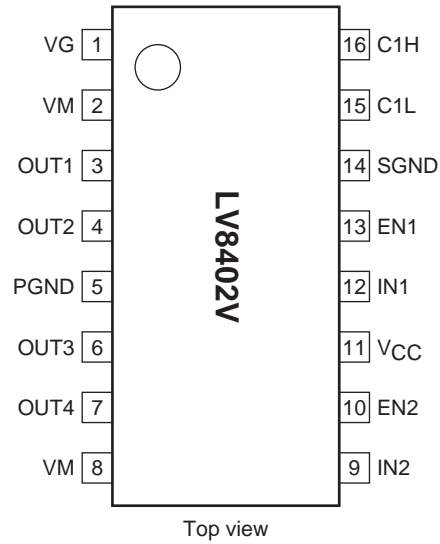 VG 1 16 C1H
VM 2 15 C1L
OUT1 3 14 SGND
OUT2 4 13 EN1
PGND 5 12 IN1
OUT3 6 11 VCC
OUT4 7 10 EN2
VM 8 9 IN2
LV8402V
Top view